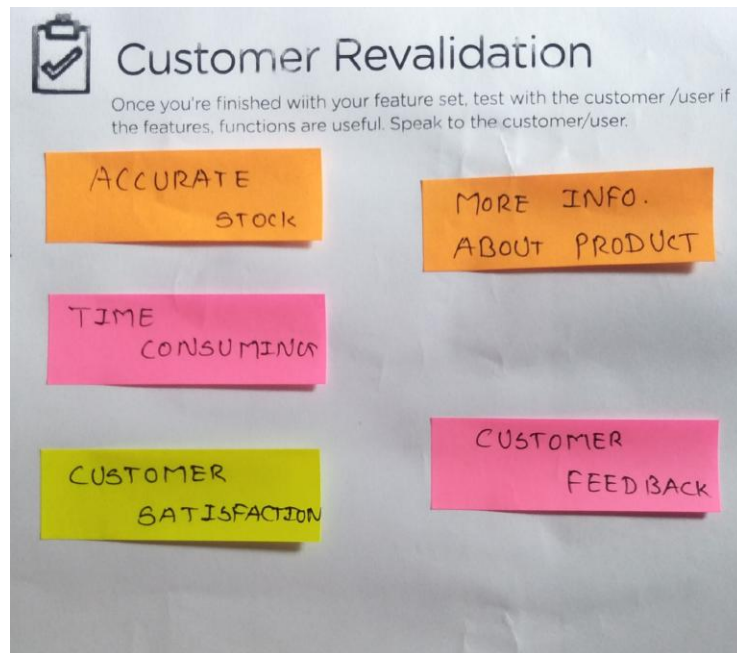 Customer Revalidation
Once you're finished wiith your feature set, test with the customer /user if
the features, functions are useful. Speak to the customer/user.
ACCURATE
STOCK
MORE INFO.
ABOUT PRODUCT
TIME
CONSUMING
CUSTOMER
FEEDBACK
CUSTOMER
SATISFACTION